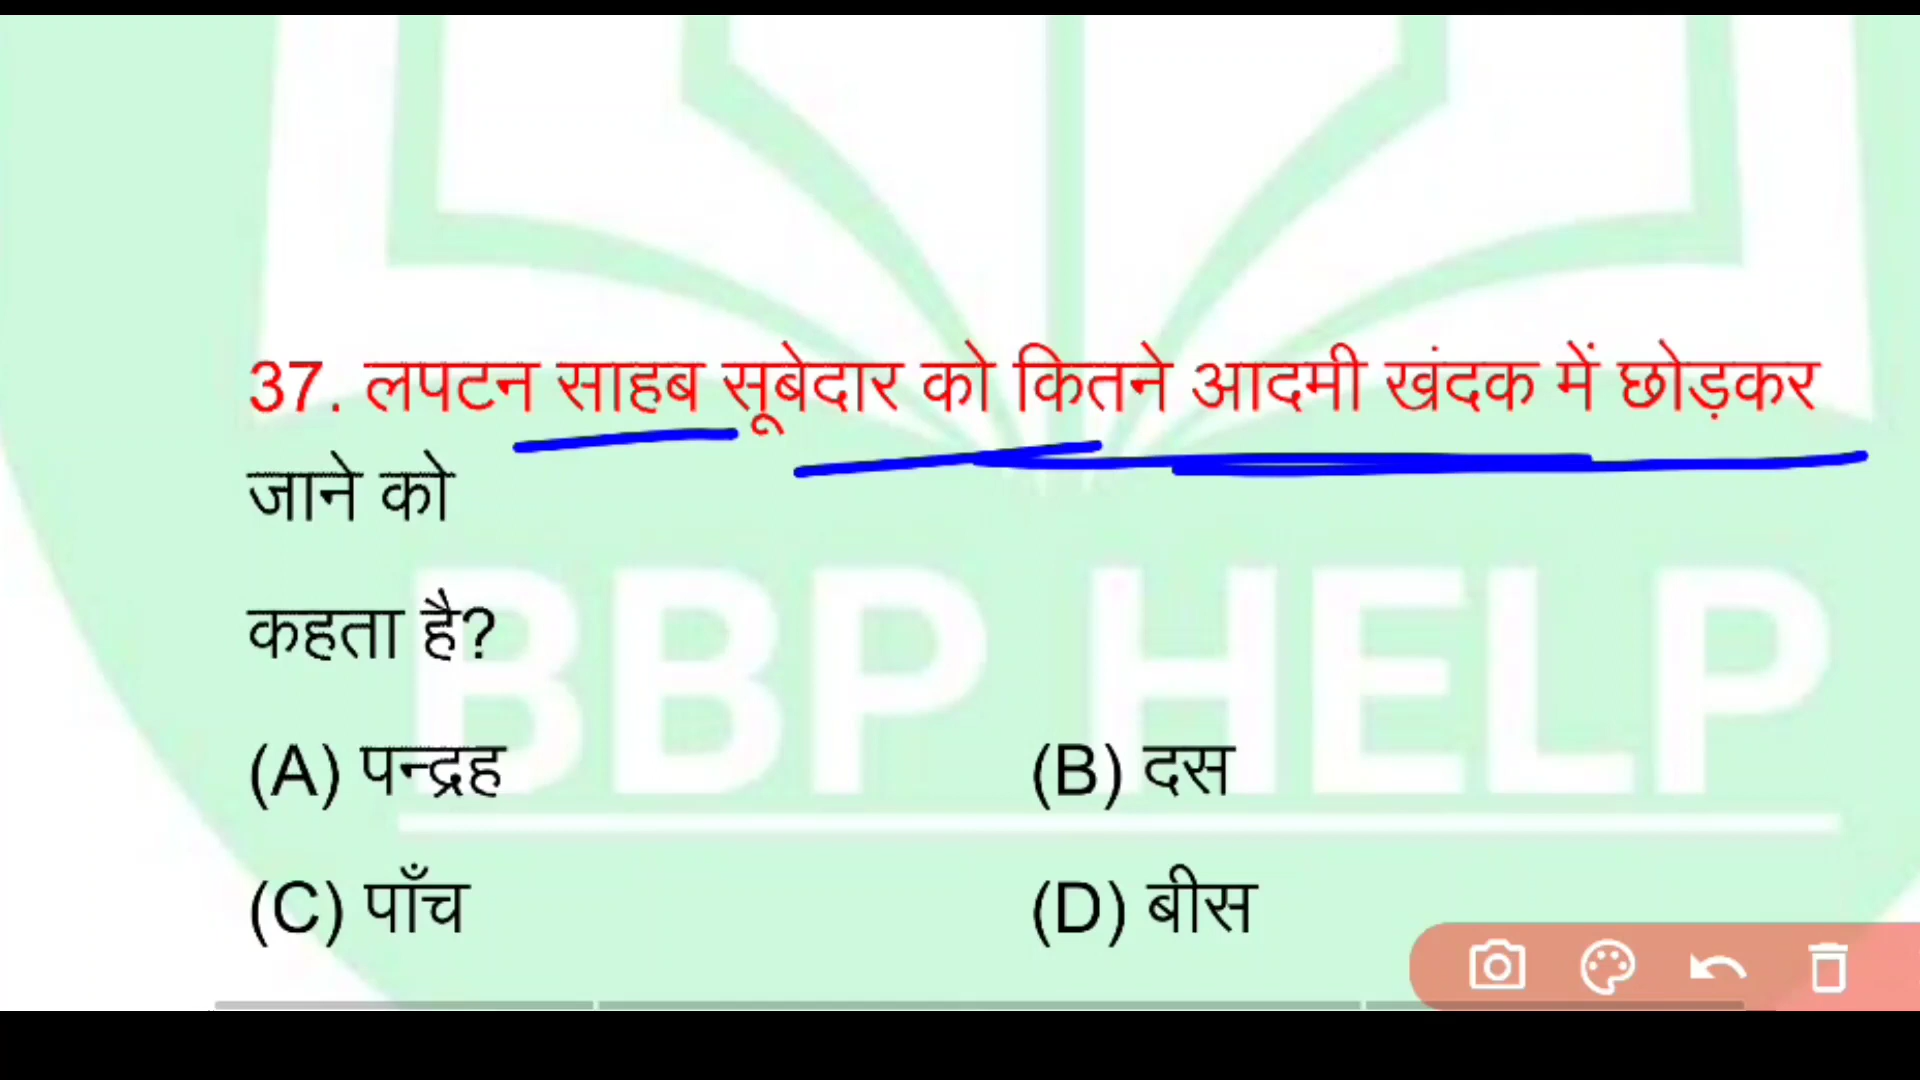 37. लपटन साहब सूबेदार को कितने आदमी खंदक में छोड़कर
जाने को
कहता है?
BBP HELP
(A) पन्द्रह (B) दस
(C) पाँच (D) बीस